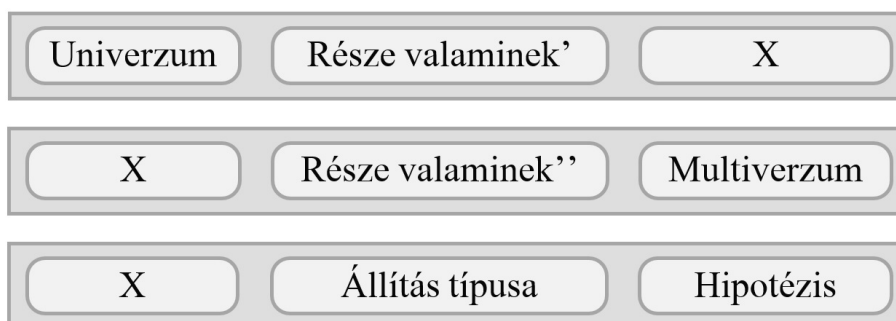 Univerzum Része valaminek’ X
X Része valaminek’’ Multiverzum
X Állítás típusa Hipotézis